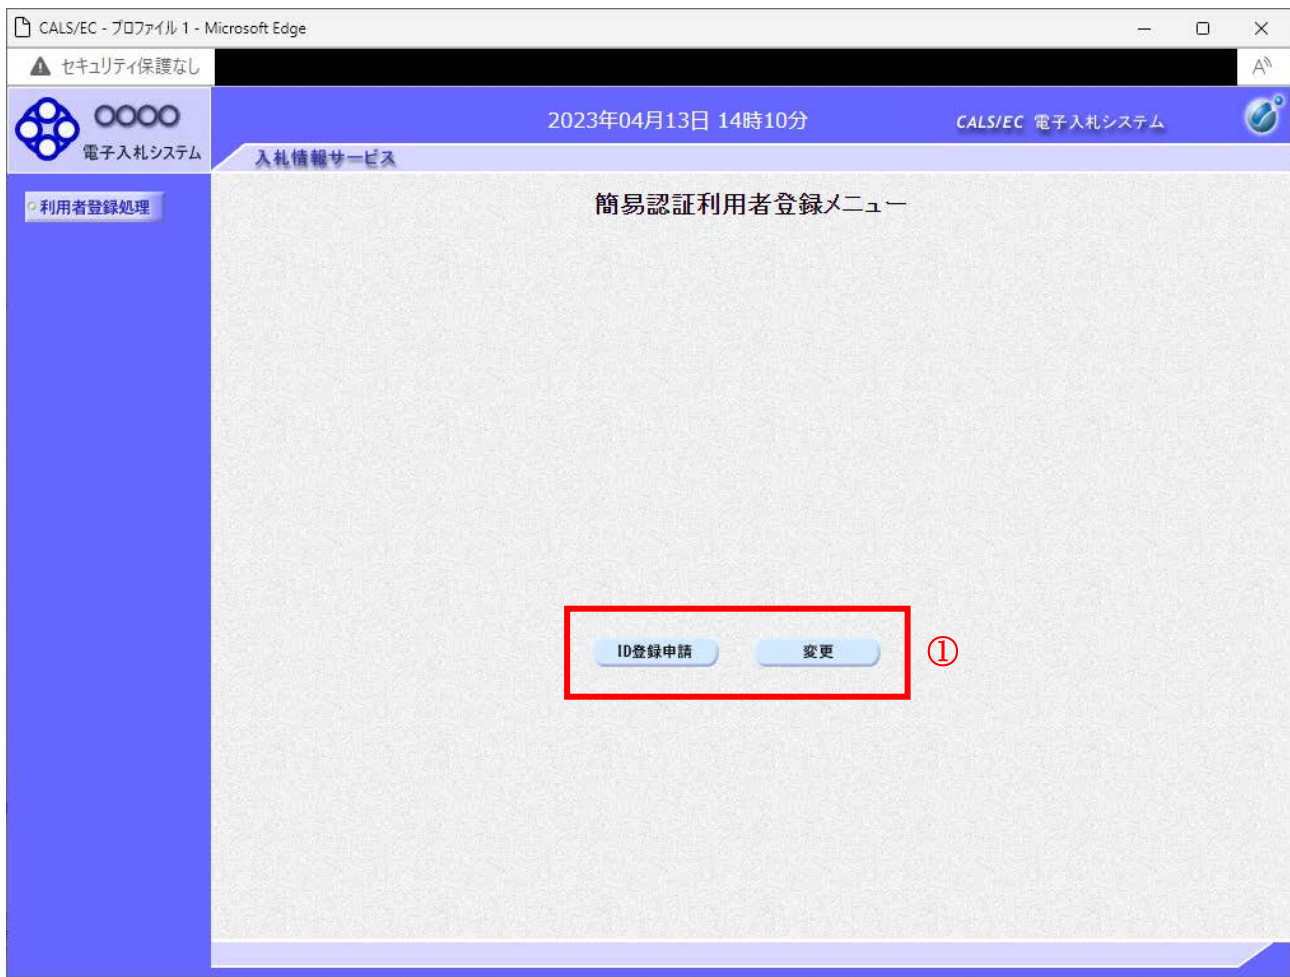 CALS/EC - プロファイル 1 - Microsoft Edge
セキュリティ保護なし
A
〇〇〇〇
電子入札システム
2023年04月13日 14時10分
CALS/EC 電子入札システム
入札情報サービス
利用者登録処理
簡易認証利用者登録メニュー
ID登録申請
変更
①